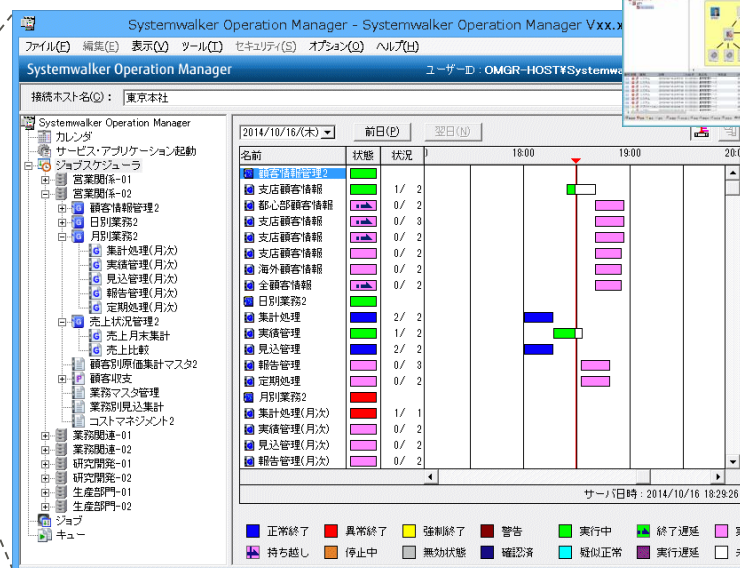 Systemwalker Operation Manager - Systemwalker Operation Manager Vxx.x
ファイル(F) 編集(E) 表示(V) ツール(T) セキュリティ(S) オプション(O) ヘルプ(H)
Systemwalker Operation Manager
ユーザーID : OMGR-HOST¥Systemwa
接続ホスト名(C) : 東京本社
Systemwalker Operation Manager
カレンダ
サービス・アプリケーション起動
ジョブスケジューラ
営業関係-01
営業関係-02
顧客情報管理2
日別業務2
月別業務2
集計処理(月次)
実績管理(月次)
見込管理(月次)
報告管理(月次)
定期処理(月次)
売上状況管理2
売上月末集計
売上比較
顧客別原価集計マスタ2
顧客収支
業務マスタ管理
業務別見込集計
コストマネジメント2
業務関連-01
業務関連-02
研究開発-01
研究開発-02
生産部門-01
生産部門-02
ジョブ
キュー
2014/10/16/(木) 前日(P) 翌日(N)
名前 状態 状況 18:00 19:00 20:0
顧客情報管理2
支店顧客情報 1/ 2
都心部顧客情報 0/ 2
支店顧客情報 0/ 3
支店顧客情報 0/ 2
支店顧客情報 0/ 2
海外顧客情報 0/ 2
全顧客情報 0/ 2
日別業務2
集計処理 2/ 2
実績管理 1/ 2
見込管理 2/ 2
報告管理 0/ 3
定期処理 0/ 2
月別業務2
集計処理(月次) 1/ 1
実績管理(月次) 0/ 2
見込管理(月次) 0/ 2
報告管理(月次) 0/ 2
サーバ日時 : 2014/10/16 18:29:26
正常終了 異常終了 強制終了 警告 実行中 終了遅延
持ち越し 停止中 無効状態 確認済 疑似正常 実行遅延